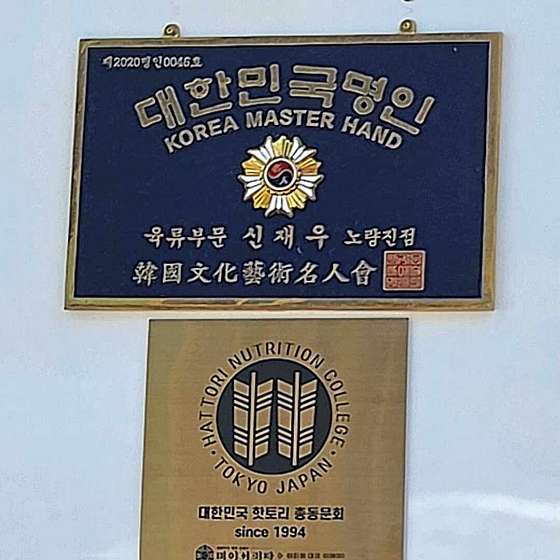 제2020명인0046호
대한민국명인
KOREA MASTER HAND
육류부문 신재우 노량진점
韓國文化藝術名人會
HATTORI NUTRITION COLLEGE
TOKYO JAPAN
대한민국 핫토리 총동문회
since 1994